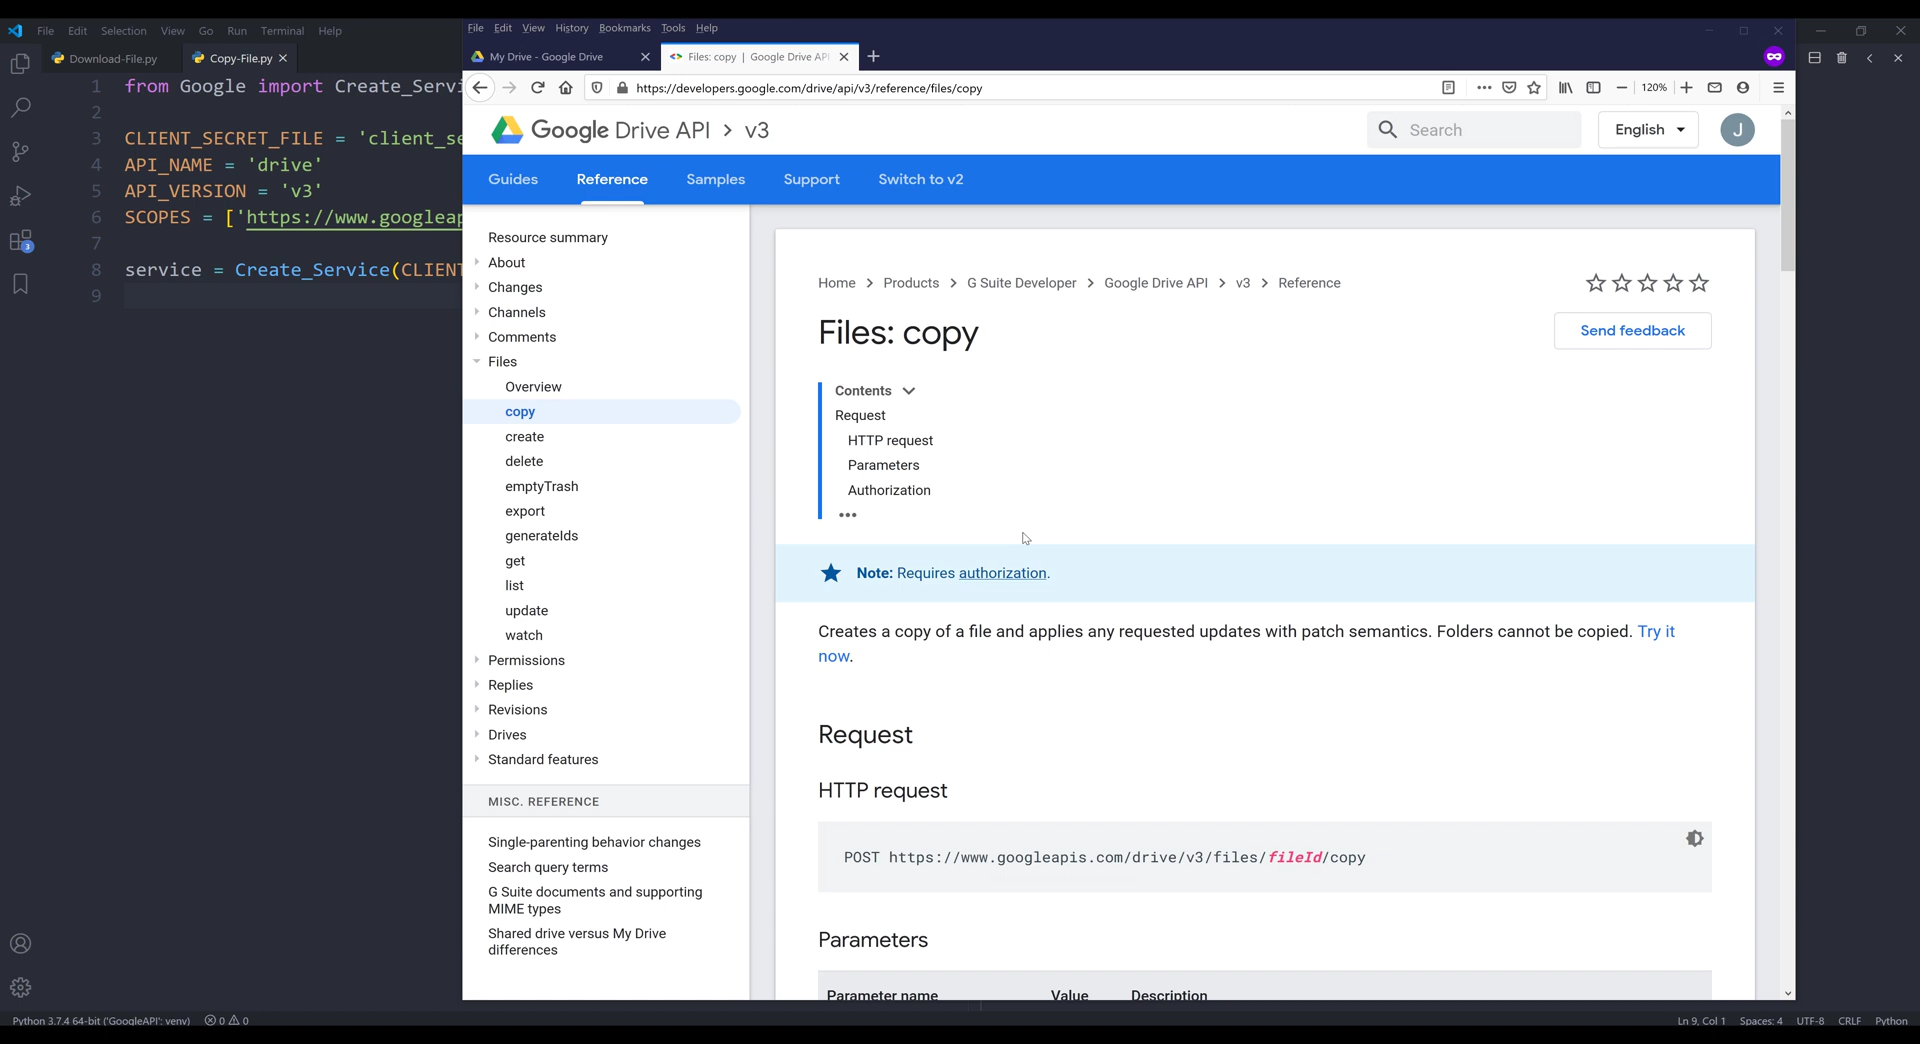 File Edit Selection View Go Run Terminal Help
Download-File.py
Copy-File.py
1 from Google import Create_Servi
2
3 CLIENT_SECRET_FILE = 'client_se
4 API_NAME = 'drive'
5 API_VERSION = 'v3'
6 SCOPES = ['https://www.googleap
7
8 service = Create_Service(CLIENT
9
3
File Edit View History Bookmarks Tools Help
My Drive - Google Drive
Files: copy | Google Drive API
https://developers.google.com/drive/api/v3/reference/files/copy
120%
Google Drive API > v3
Search
English
J
Guides Reference Samples Support Switch to v2
Resource summary
About
Changes
Channels
Comments
Files
Overview
copy
create
delete
emptyTrash
export
generateIds
get
list
update
watch
Permissions
Replies
Revisions
Drives
Standard features
MISC. REFERENCE
Single-parenting behavior changes
Search query terms
G Suite documents and supporting
MIME types
Shared drive versus My Drive
differences
Home > Products > G Suite Developer > Google Drive API > v3 > Reference
Files: copy
Send feedback
Contents
Request
HTTP request
Parameters
Authorization
•••
Note: Requires authorization.
Creates a copy of a file and applies any requested updates with patch semantics. Folders cannot be copied. Try it
now.
Request
HTTP request
POST https://www.googleapis.com/drive/v3/files/fileId/copy
Parameters
Parameter name Value Description
Python 3.7.4 64-bit ('GoogleAPI': venv) 0 0
Ln 9, Col 1 Spaces: 4 UTF-8 CRLF Python